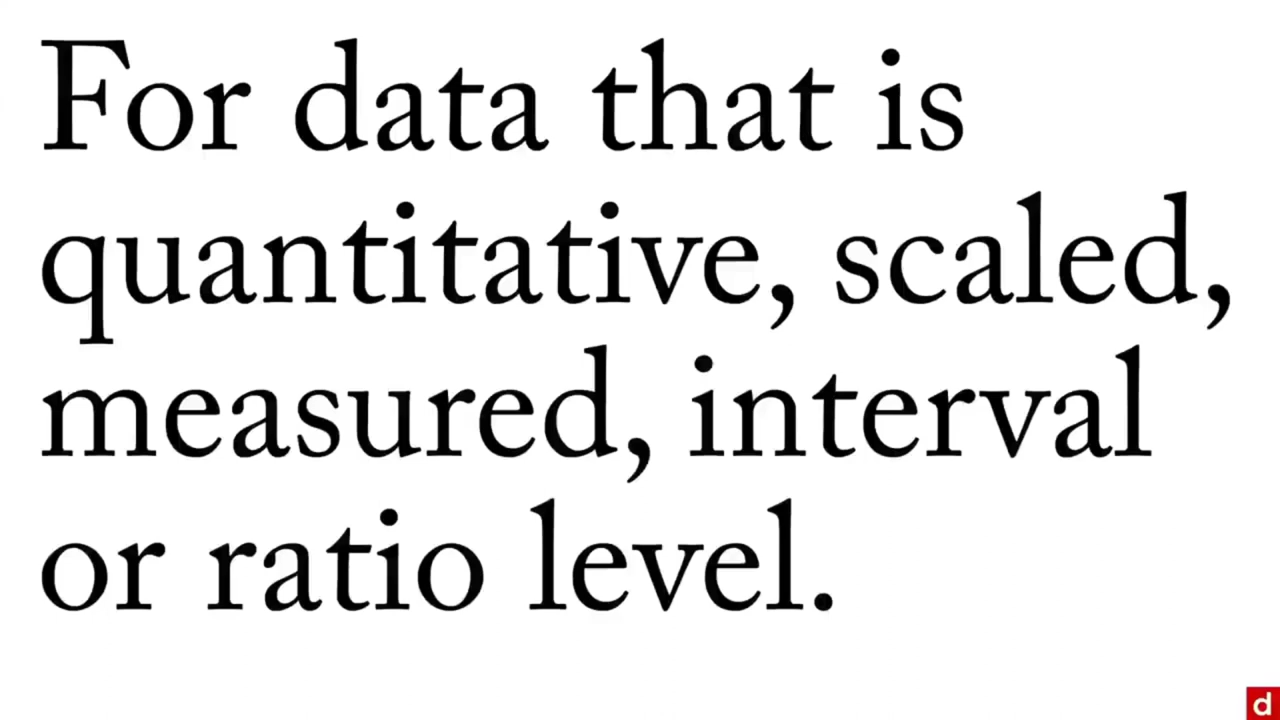 For data that is
quantitative, scaled,
measured, interval
or ratio level.
d